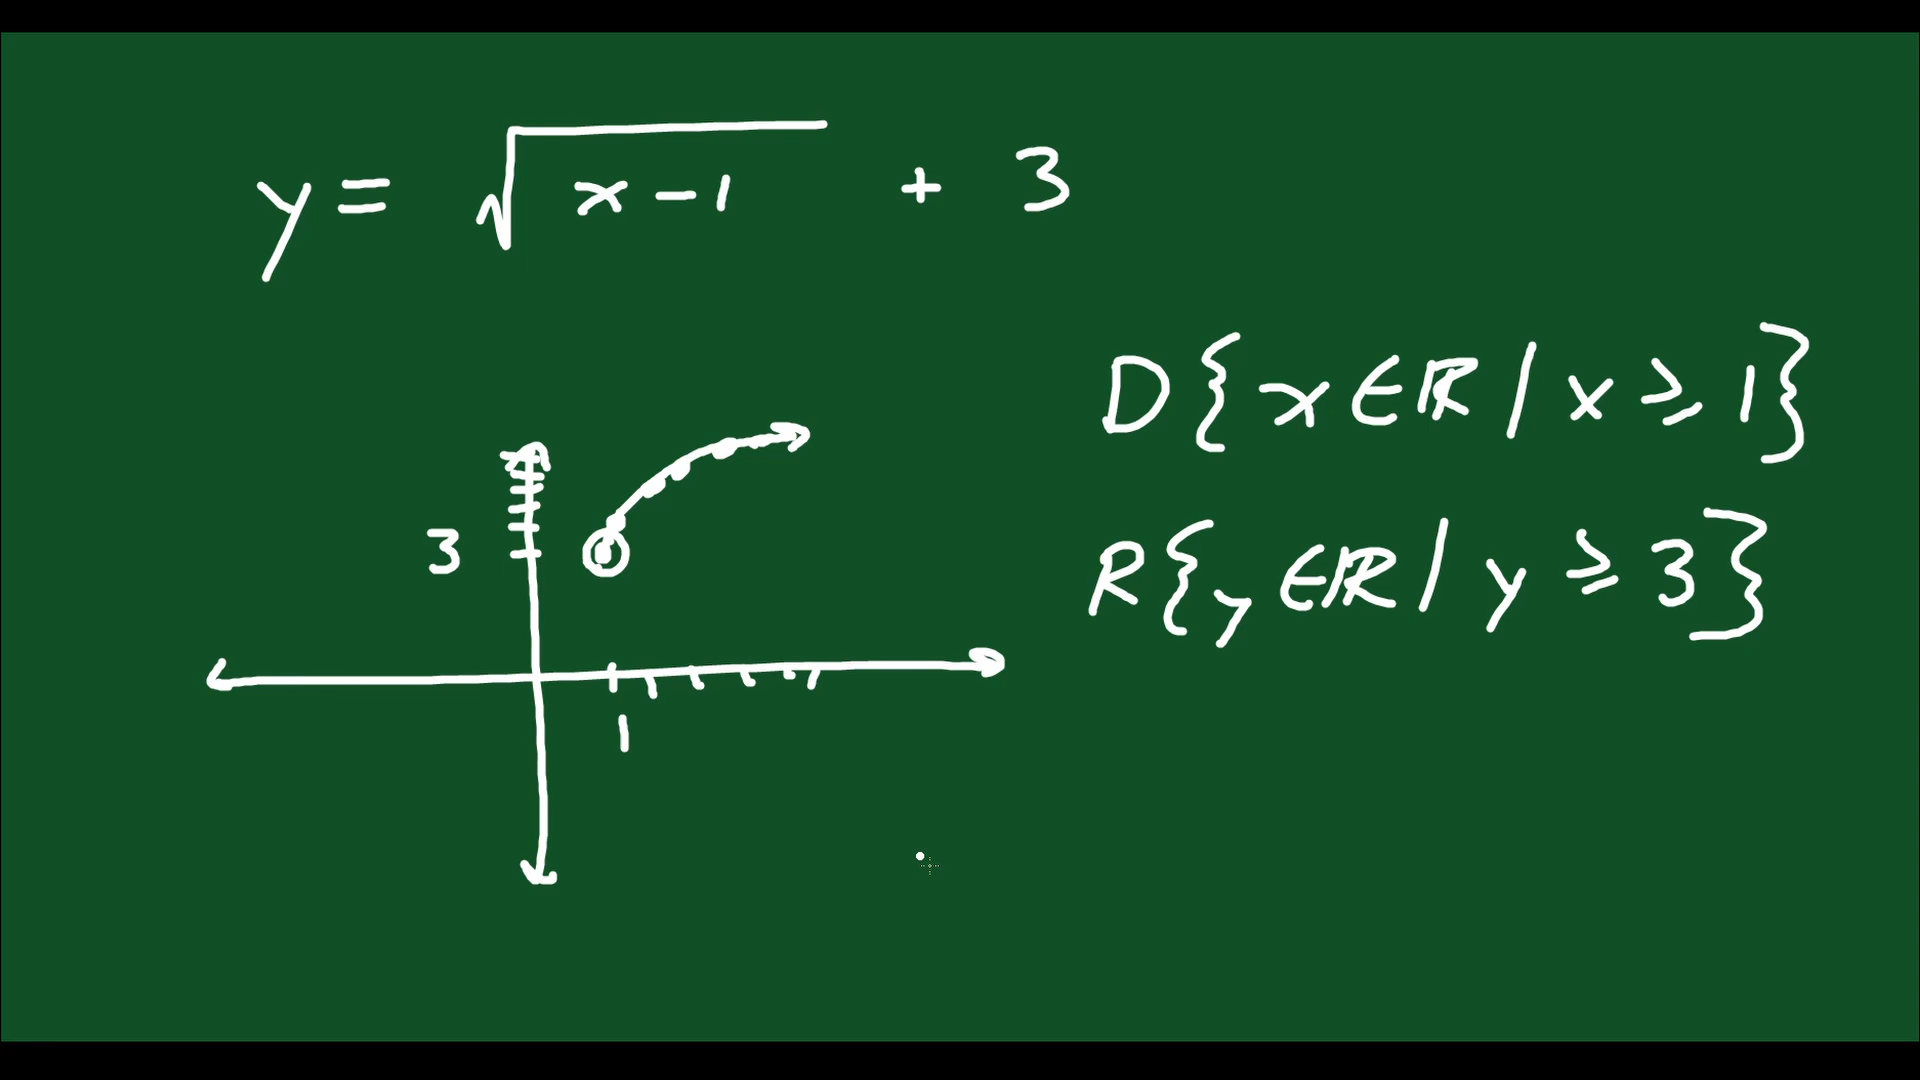 y = √(x - 1) + 3
D{x∈ℝ / x ≥ 1}
R{y∈ℝ / y ≥ 3}
3
1